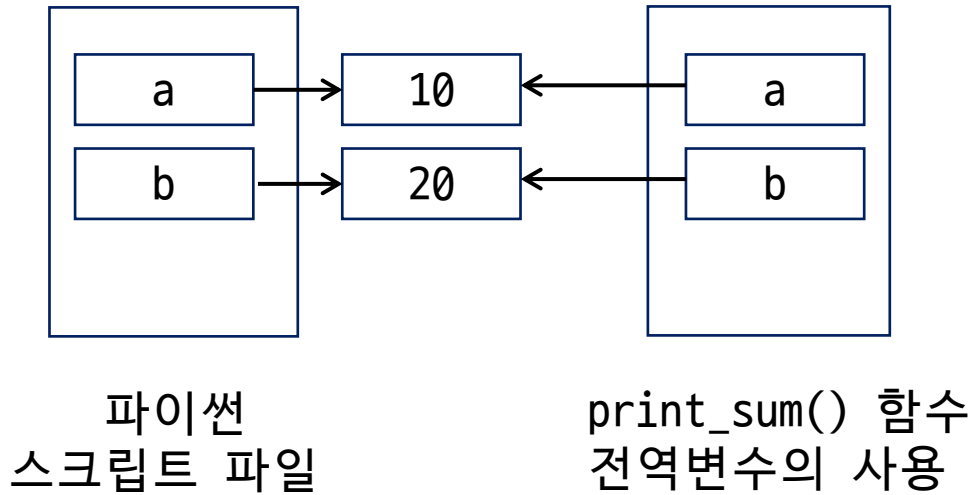 a 10 a
b 20 b
파이썬
스크립트 파일
print_sum() 함수
전역변수의 사용